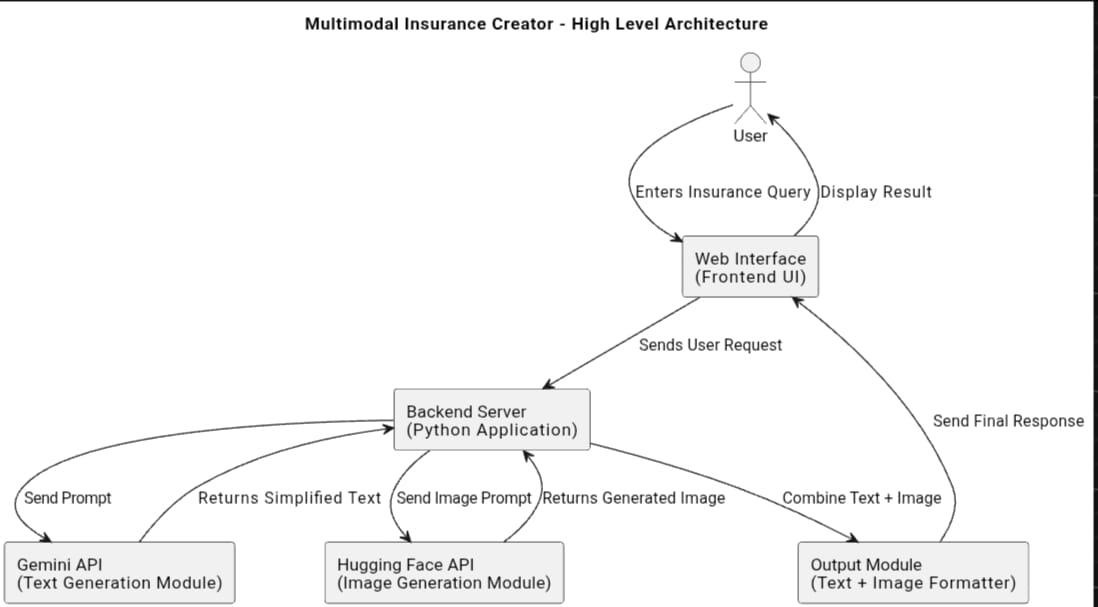 Multimodal Insurance Creator - High Level Architecture
User
Enters Insurance Query
Display Result
Web Interface
(Frontend UI)
Sends User Request
Backend Server
(Python Application)
Send Final Response
Send Prompt
Returns Simplified Text
Send Image Prompt
Returns Generated Image
Combine Text + Image
Gemini API
(Text Generation Module)
Hugging Face API
(Image Generation Module)
Output Module
(Text + Image Formatter)